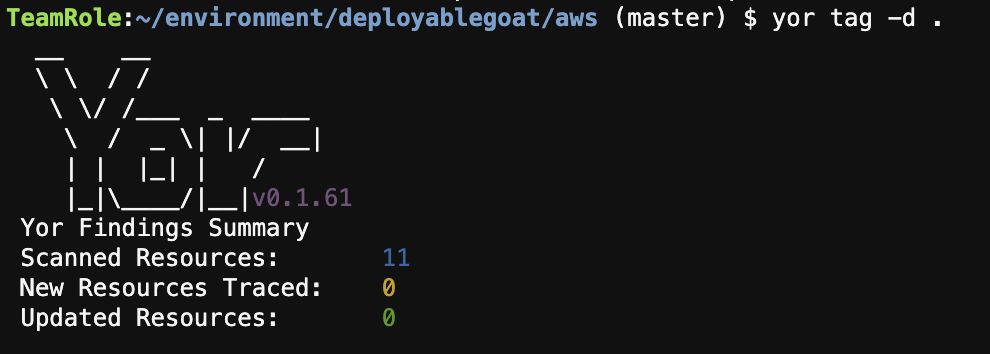 TeamRole:~/environment/deployablegoat/aws (master) $ yor tag -d .
Yor
v0.1.61
Yor Findings Summary
Scanned Resources: 11
New Resources Traced: 0
Updated Resources: 0